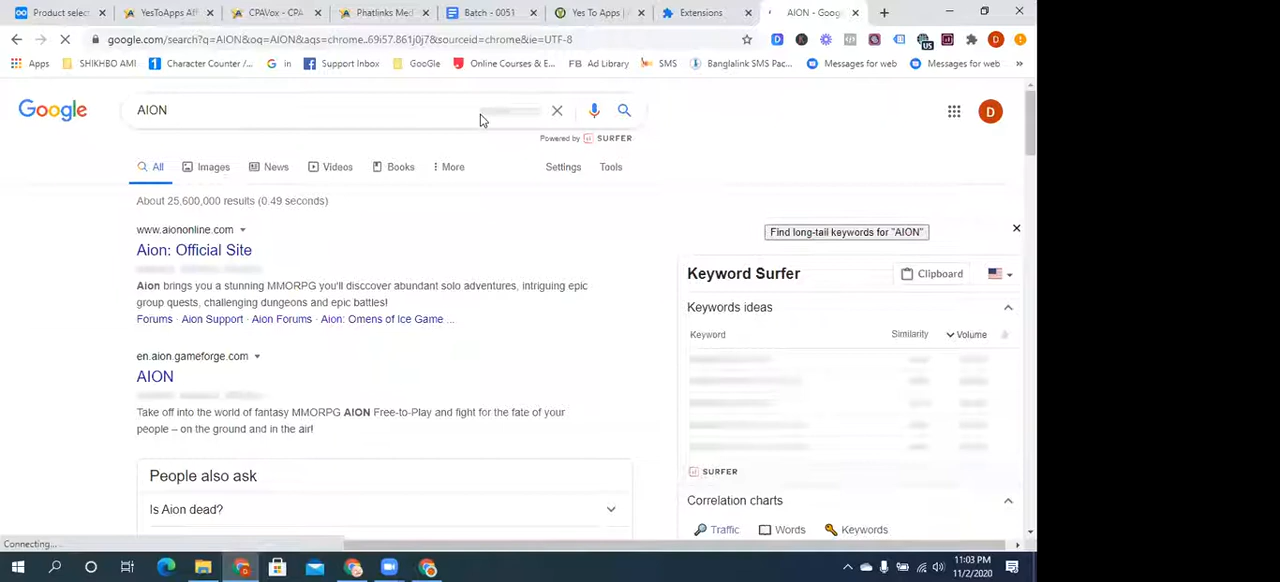 Product selec
YesToApps Aff
CPAVox - CPA
Phatlinks Med
Batch - 0051
Yes To Apps | A
Extensions
AION - Goog
google.com/search?q=AION&oq=AION&aqs=chrome..69i57.861j0j7&sourceid=chrome&ie=UTF-8
US
D
Apps
SHIKHBO AMI
Character Counter /...
in
Support Inbox
GooGle
Online Courses & E...
FB Ad Library
SMS
Banglalink SMS Pac...
Messages for web
Messages for web
»
Google
AION
D
Powered by SURFER
All
Images
News
Videos
Books
More
Settings
Tools
About 25,600,000 results (0.49 seconds)
www.aiononline.com
Aion: Official Site
Aion brings you a stunning MMORPG you'll disccover abundant solo adventures, intriguing epic
group quests, challenging dungeons and epic battles!
Forums · Aion Support · Aion Forums · Aion: Omens of Ice Game ...
en.aion.gameforge.com
AION
Take off into the world of fantasy MMORPG AION Free-to-Play and fight for the fate of your
people – on the ground and in the air!
People also ask
Is Aion dead?
Find long-tail keywords for "AION"
Keyword Surfer
Clipboard
Keywords ideas
Keyword
Similarity
Volume
SURFER
Correlation charts
Traffic
Words
Keywords
Connecting...
11:03 PM
11/2/2020